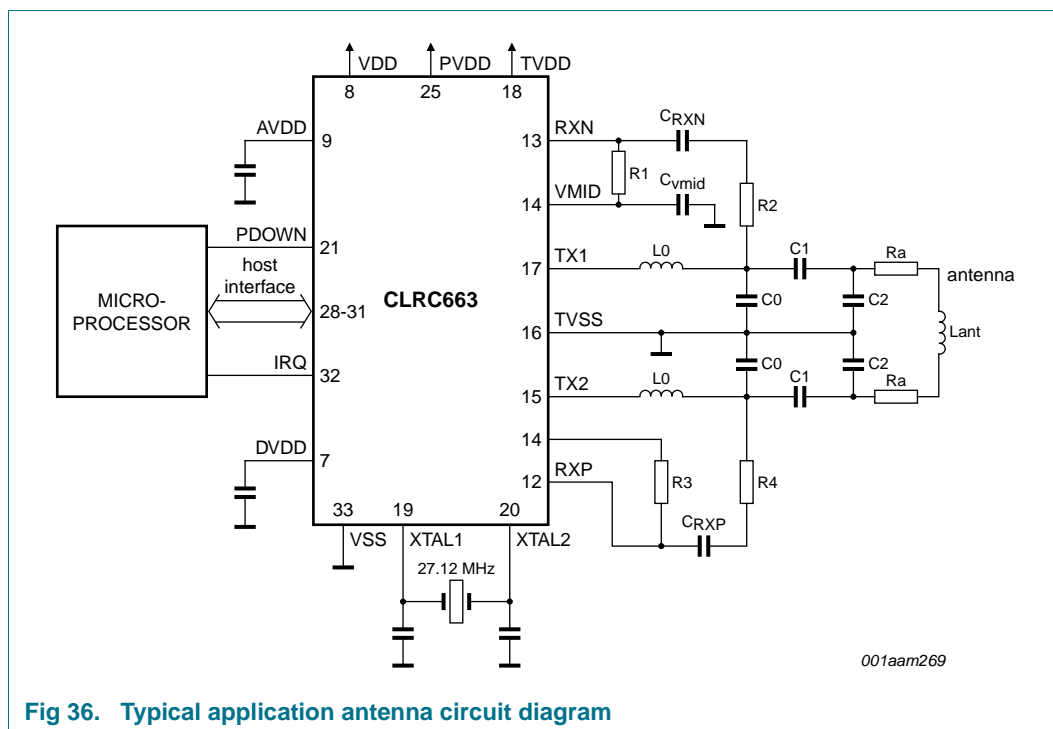 VDD PVDD TVDD
8 25 18
AVDD 9
13 RXN CRXN
R1
Cvmid
14 VMID
R2
PDOWN 21
host interface
MICRO-
PROCESSOR
28-31
CLRC663
17 TX1 L0 C1 Ra
antenna
C0 C2
16 TVSS
Lant
IRQ 32
C0 C2
L0 C1 Ra
15 TX2
14
DVDD 7
12 RXP
R3 R4
CRXP
33 19 20
VSS XTAL1 XTAL2
27.12 MHz
001aam269
Fig 36. Typical application antenna circuit diagram